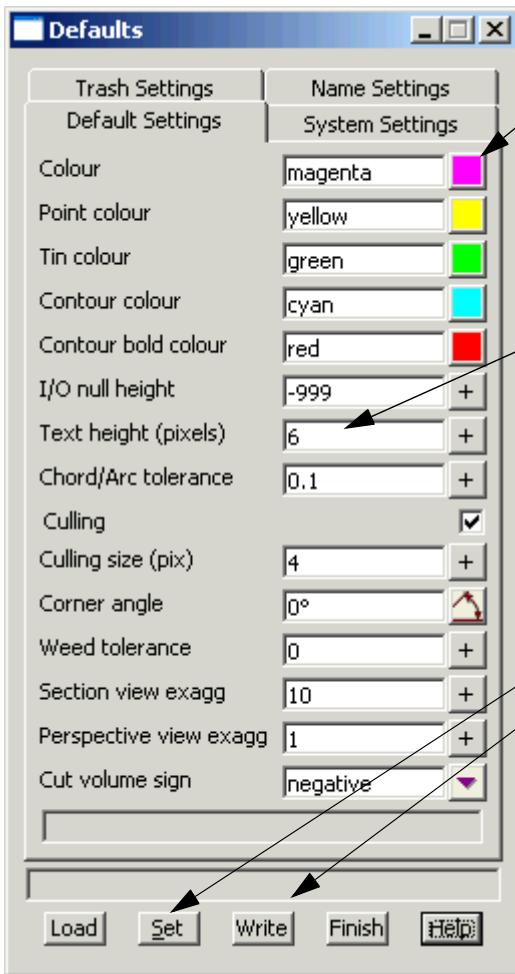 Defaults
Trash Settings Name Settings
Default Settings System Settings
Colour magenta
Point colour yellow
Tin colour green
Contour colour cyan
Contour bold colour red
I/O null height -999 +
Text height (pixels) 6 +
Chord/Arc tolerance 0.1 +
Culling
Culling size (pix) 4 +
Corner angle 0°
Weed tolerance 0 +
Section view exagg 10 +
Perspective view exagg 1 +
Cut volume sign negative
Load Set Write Finish Help